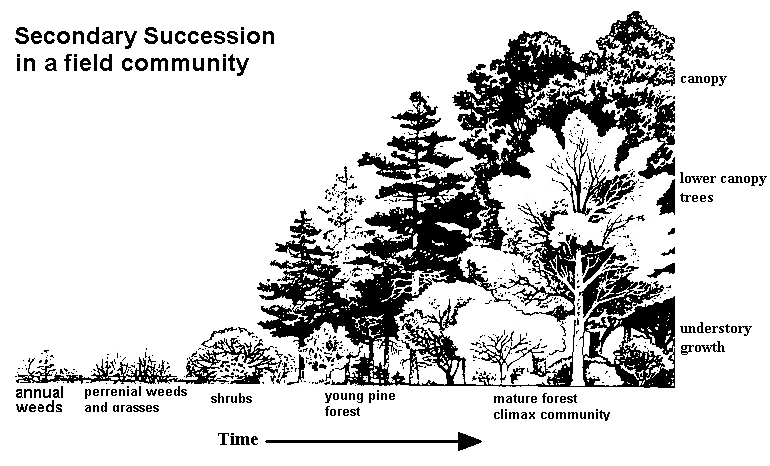 Secondary Succession
in a field community
canopy
lower canopy
trees
understory
growth
annual
weeds
perrenial weeds
and grasses
shrubs
young pine
forest
mature forest
climax community
Time